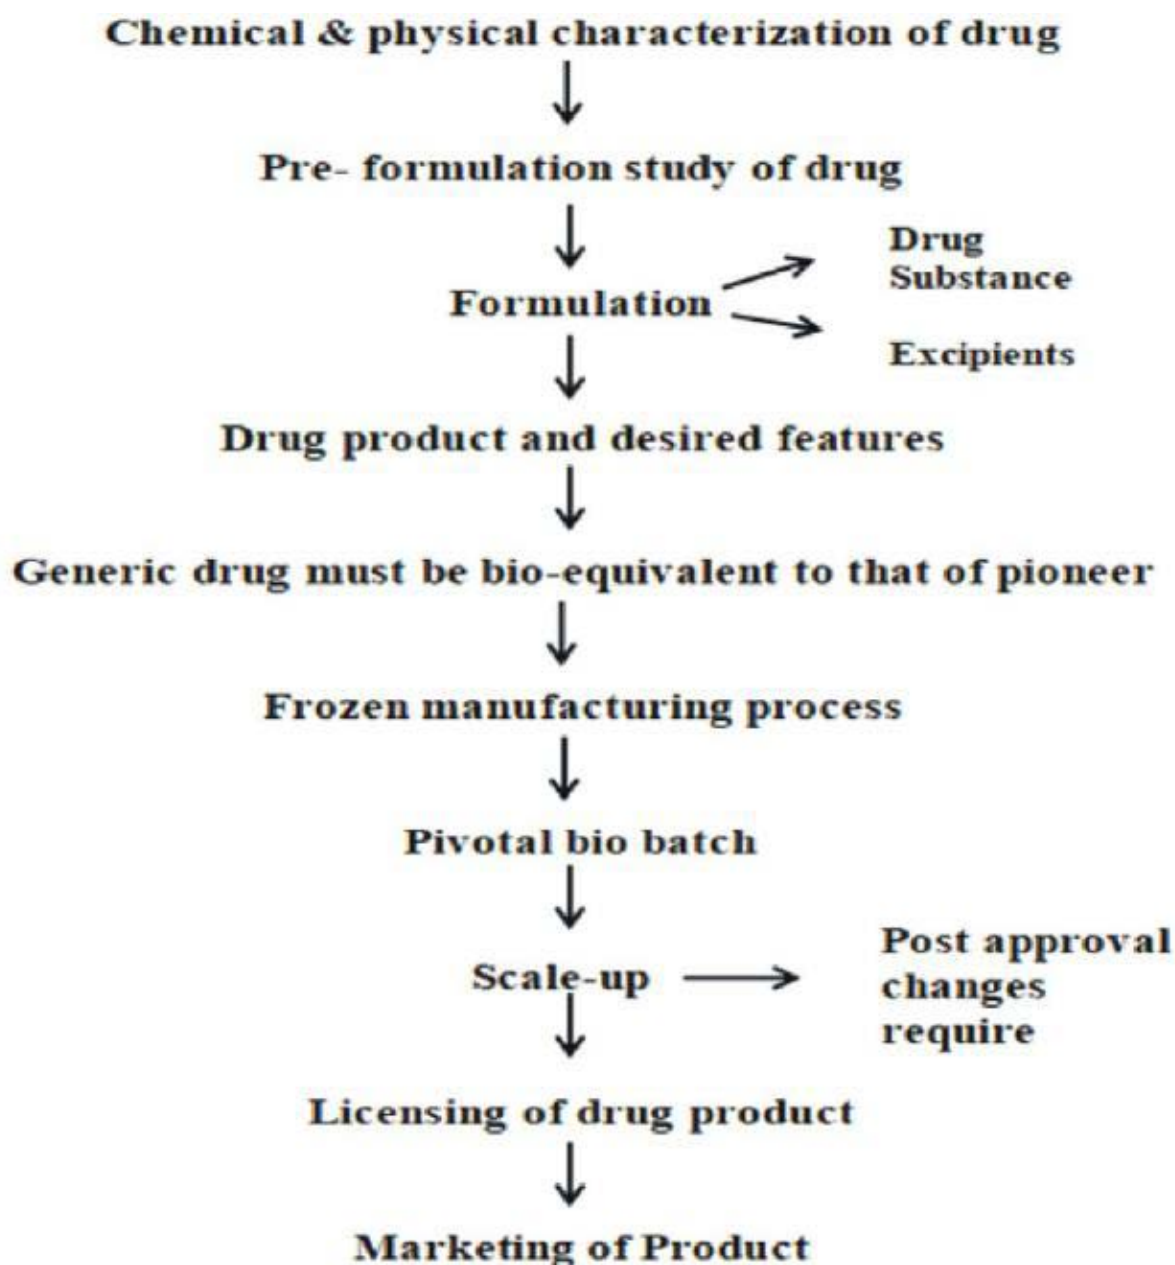 Chemical & physical characterization of drug
Pre- formulation study of drug
Drug
Substance
Formulation
Excipients
Drug product and desired features
Generic drug must be bio-equivalent to that of pioneer
Frozen manufacturing process
Pivotal bio batch
Post approval
Scale-up
changes
require
Licensing of drug product
Marketing of Product